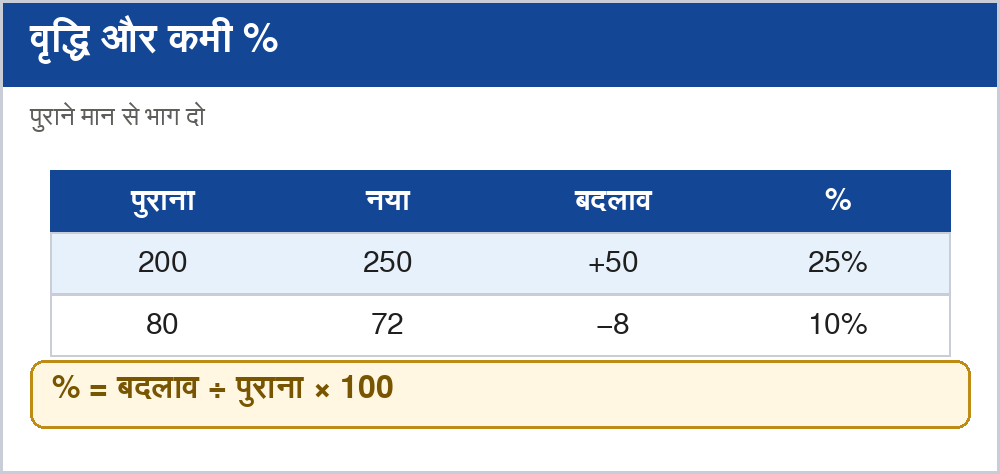 वृद्धि और कमी %
पुराने मान से भाग दो
पुराना नया बदलाव %
200 250 +50 25%
80 72 −8 10%
% = बदलाव ÷ पुराना × 100